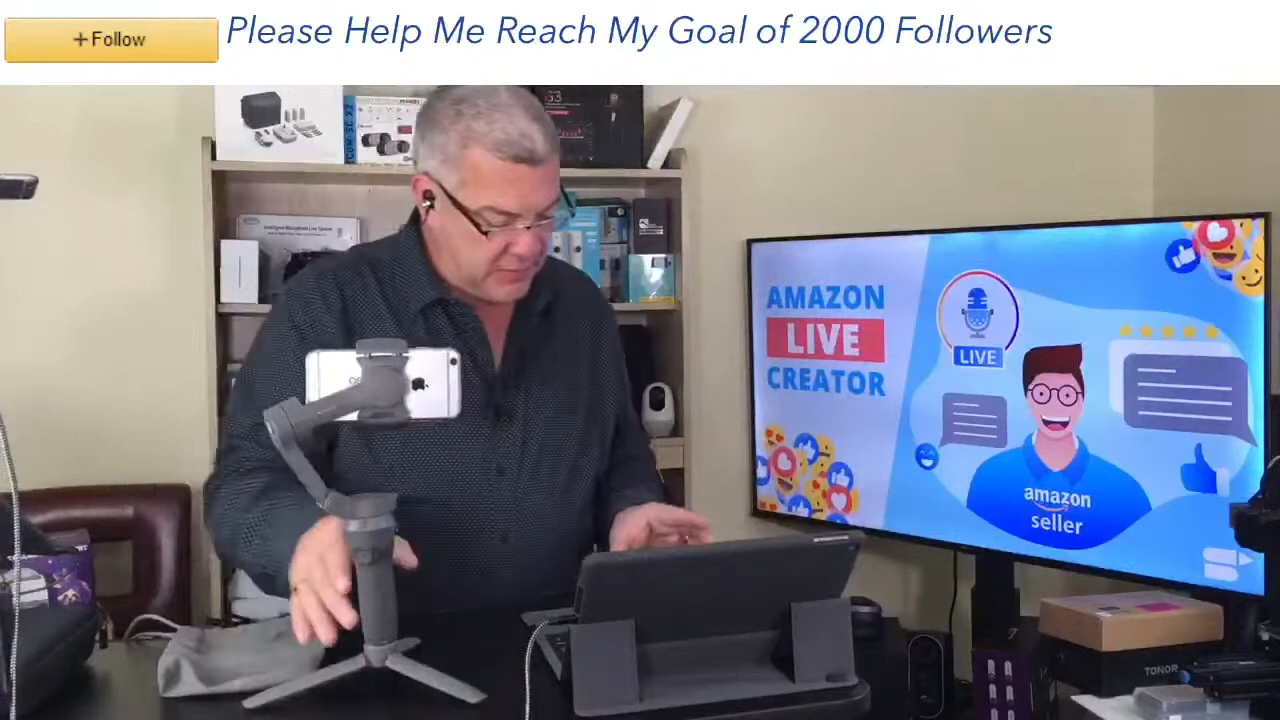 +Follow
Please Help Me Reach My Goal of 2000 Followers
AMAZON
LIVE
CREATOR
LIVE
amazon
seller
TONOR